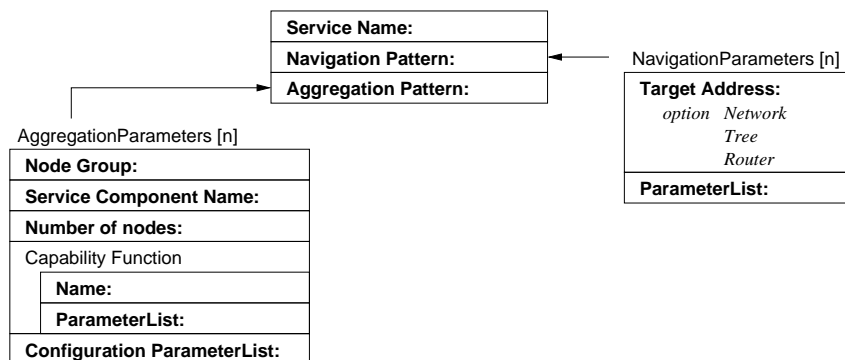 Service Name:
Navigation Pattern:
Aggregation Pattern:
NavigationParameters [n]
Target Address:
option Network
Tree
Router
ParameterList:
AggregationParameters [n]
Node Group:
Service Component Name:
Number of nodes:
Capability Function
Name:
ParameterList:
Configuration ParameterList: